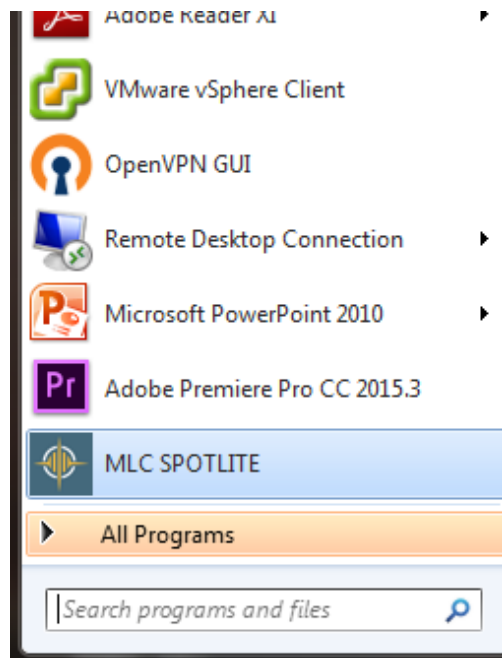 Adobe Reader XI
VMware vSphere Client
OpenVPN GUI
Remote Desktop Connection
P
Microsoft PowerPoint 2010
Pr
Adobe Premiere Pro CC 2015.3
MLC SPOTLITE
All Programs
Search programs and files